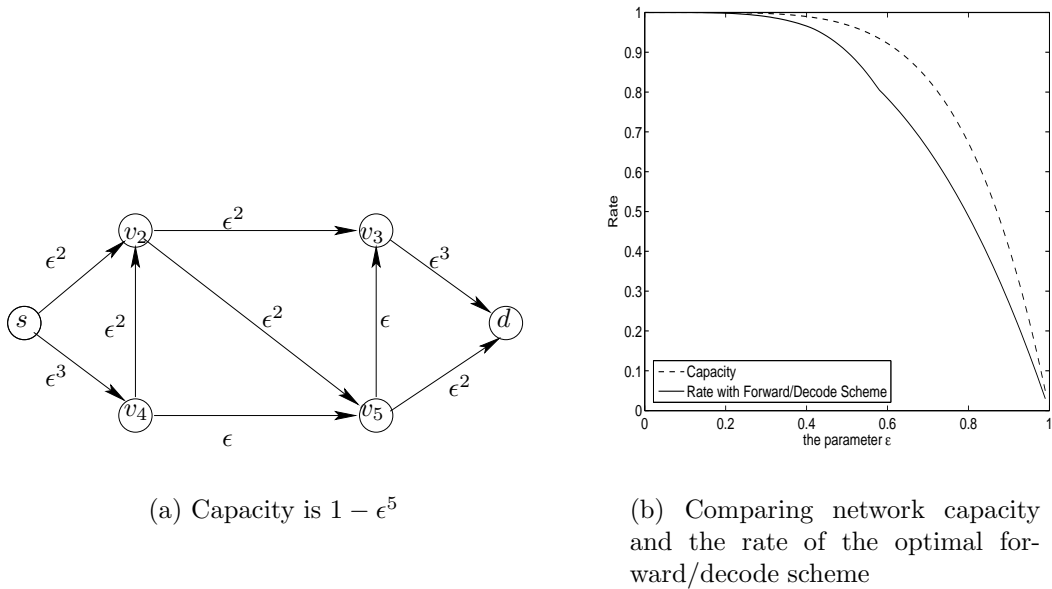 ϵ²
v₂
ϵ²
v₃
ϵ³
s
ϵ²
ϵ²
ϵ
d
ϵ³
v₄
ϵ
v₅
ϵ²
(a) Capacity is 1 − ϵ⁵
1
0.9
0.8
0.7
0.6
0.5
0.4
0.3
0.2
0.1
0
Rate
Capacity
Rate with Forward/Decode Scheme
0 0.2 0.4 0.6 0.8 1
the parameter ε
(b) Comparing network capacity
and the rate of the optimal for-
ward/decode scheme